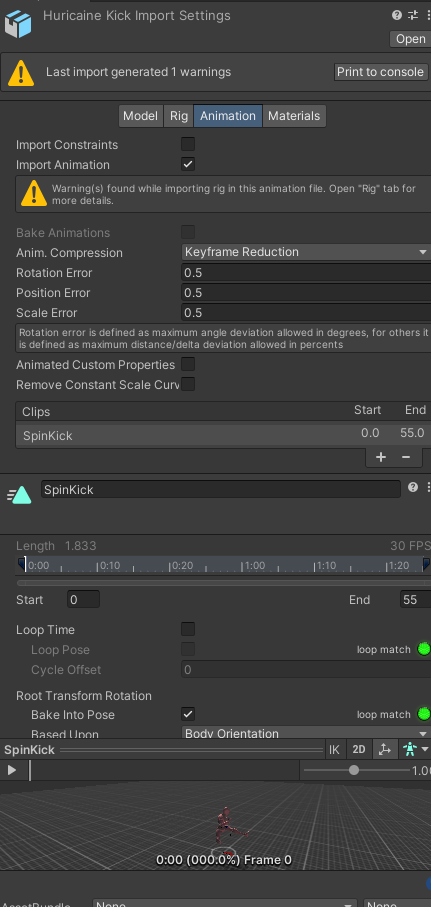 Huricaine Kick Import Settings
Open
Last import generated 1 warnings
Print to console
Model Rig Animation Materials
Import Constraints
Import Animation
Warning(s) found while importing rig in this animation file. Open "Rig" tab for
more details.
Bake Animations
Anim. Compression Keyframe Reduction
Rotation Error 0.5
Position Error 0.5
Scale Error 0.5
Rotation error is defined as maximum angle deviation allowed in degrees, for others it
is defined as maximum distance/delta deviation allowed in percents
Animated Custom Properties
Remove Constant Scale Curv
Clips Start End
SpinKick 0.0 55.0
+ −
SpinKick
Length 1.833 30 FPS
0:00 0:10 0:20 1:00 1:10 1:20
Start 0 End 55
Loop Time
Loop Pose loop match
Cycle Offset 0
Root Transform Rotation
Bake Into Pose loop match
Based Upon Body Orientation
SpinKick IK 2D
1.0
0:00 (000.0%) Frame 0
AssetBundle None None